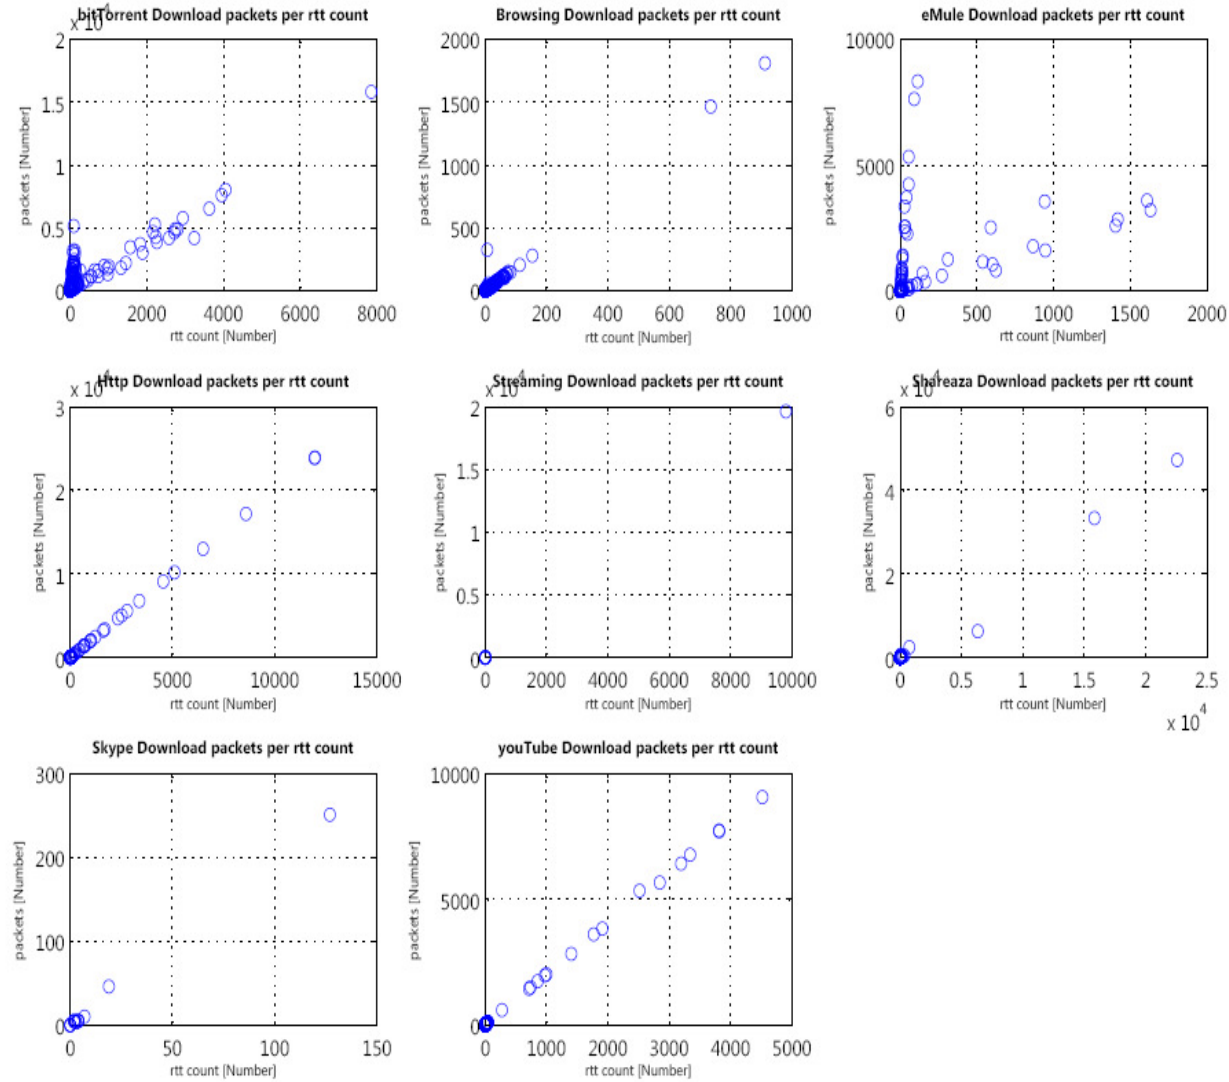 bitTorrent Download packets per rtt count
x 10^4
2
1.5
1
0.5
0
0 2000 4000 6000 8000
rtt count [Number]
packets [Number]
Browsing Download packets per rtt count
2000
1500
1000
500
0
0 200 400 600 800 1000
rtt count [Number]
packets [Number]
eMule Download packets per rtt count
10000
5000
0
0 500 1000 1500 2000
rtt count [Number]
packets [Number]
Http Download packets per rtt count
x 10^4
3
2
1
0
0 5000 10000 15000
rtt count [Number]
packets [Number]
Streaming Download packets per rtt count
x 10^4
2
1.5
1
0.5
0
0 2000 4000 6000 8000 10000
rtt count [Number]
packets [Number]
Shareaza Download packets per rtt count
x 10^4
6
4
2
0
0 0.5 1 1.5 2 2.5
rtt count [Number]
x 10^4
packets [Number]
Skype Download packets per rtt count
300
200
100
0
0 50 100 150
rtt count [Number]
packets [Number]
youTube Download packets per rtt count
10000
5000
0
0 1000 2000 3000 4000 5000
rtt count [Number]
packets [Number]